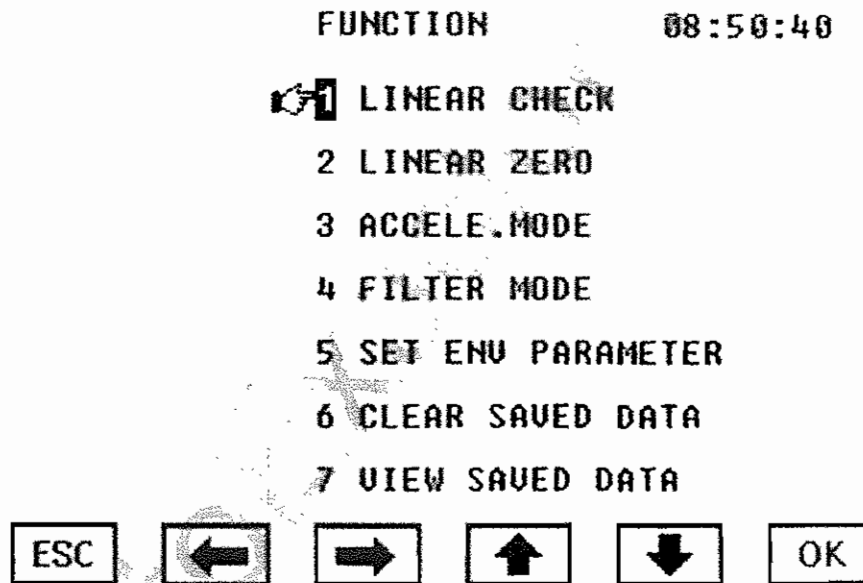 FUNCTION 08:50:40
1 LINEAR CHECK
2 LINEAR ZERO
3 ACCELE.MODE
4 FILTER MODE
5 SET ENV PARAMETER
6 CLEAR SAVED DATA
7 VIEW SAVED DATA
ESC OK